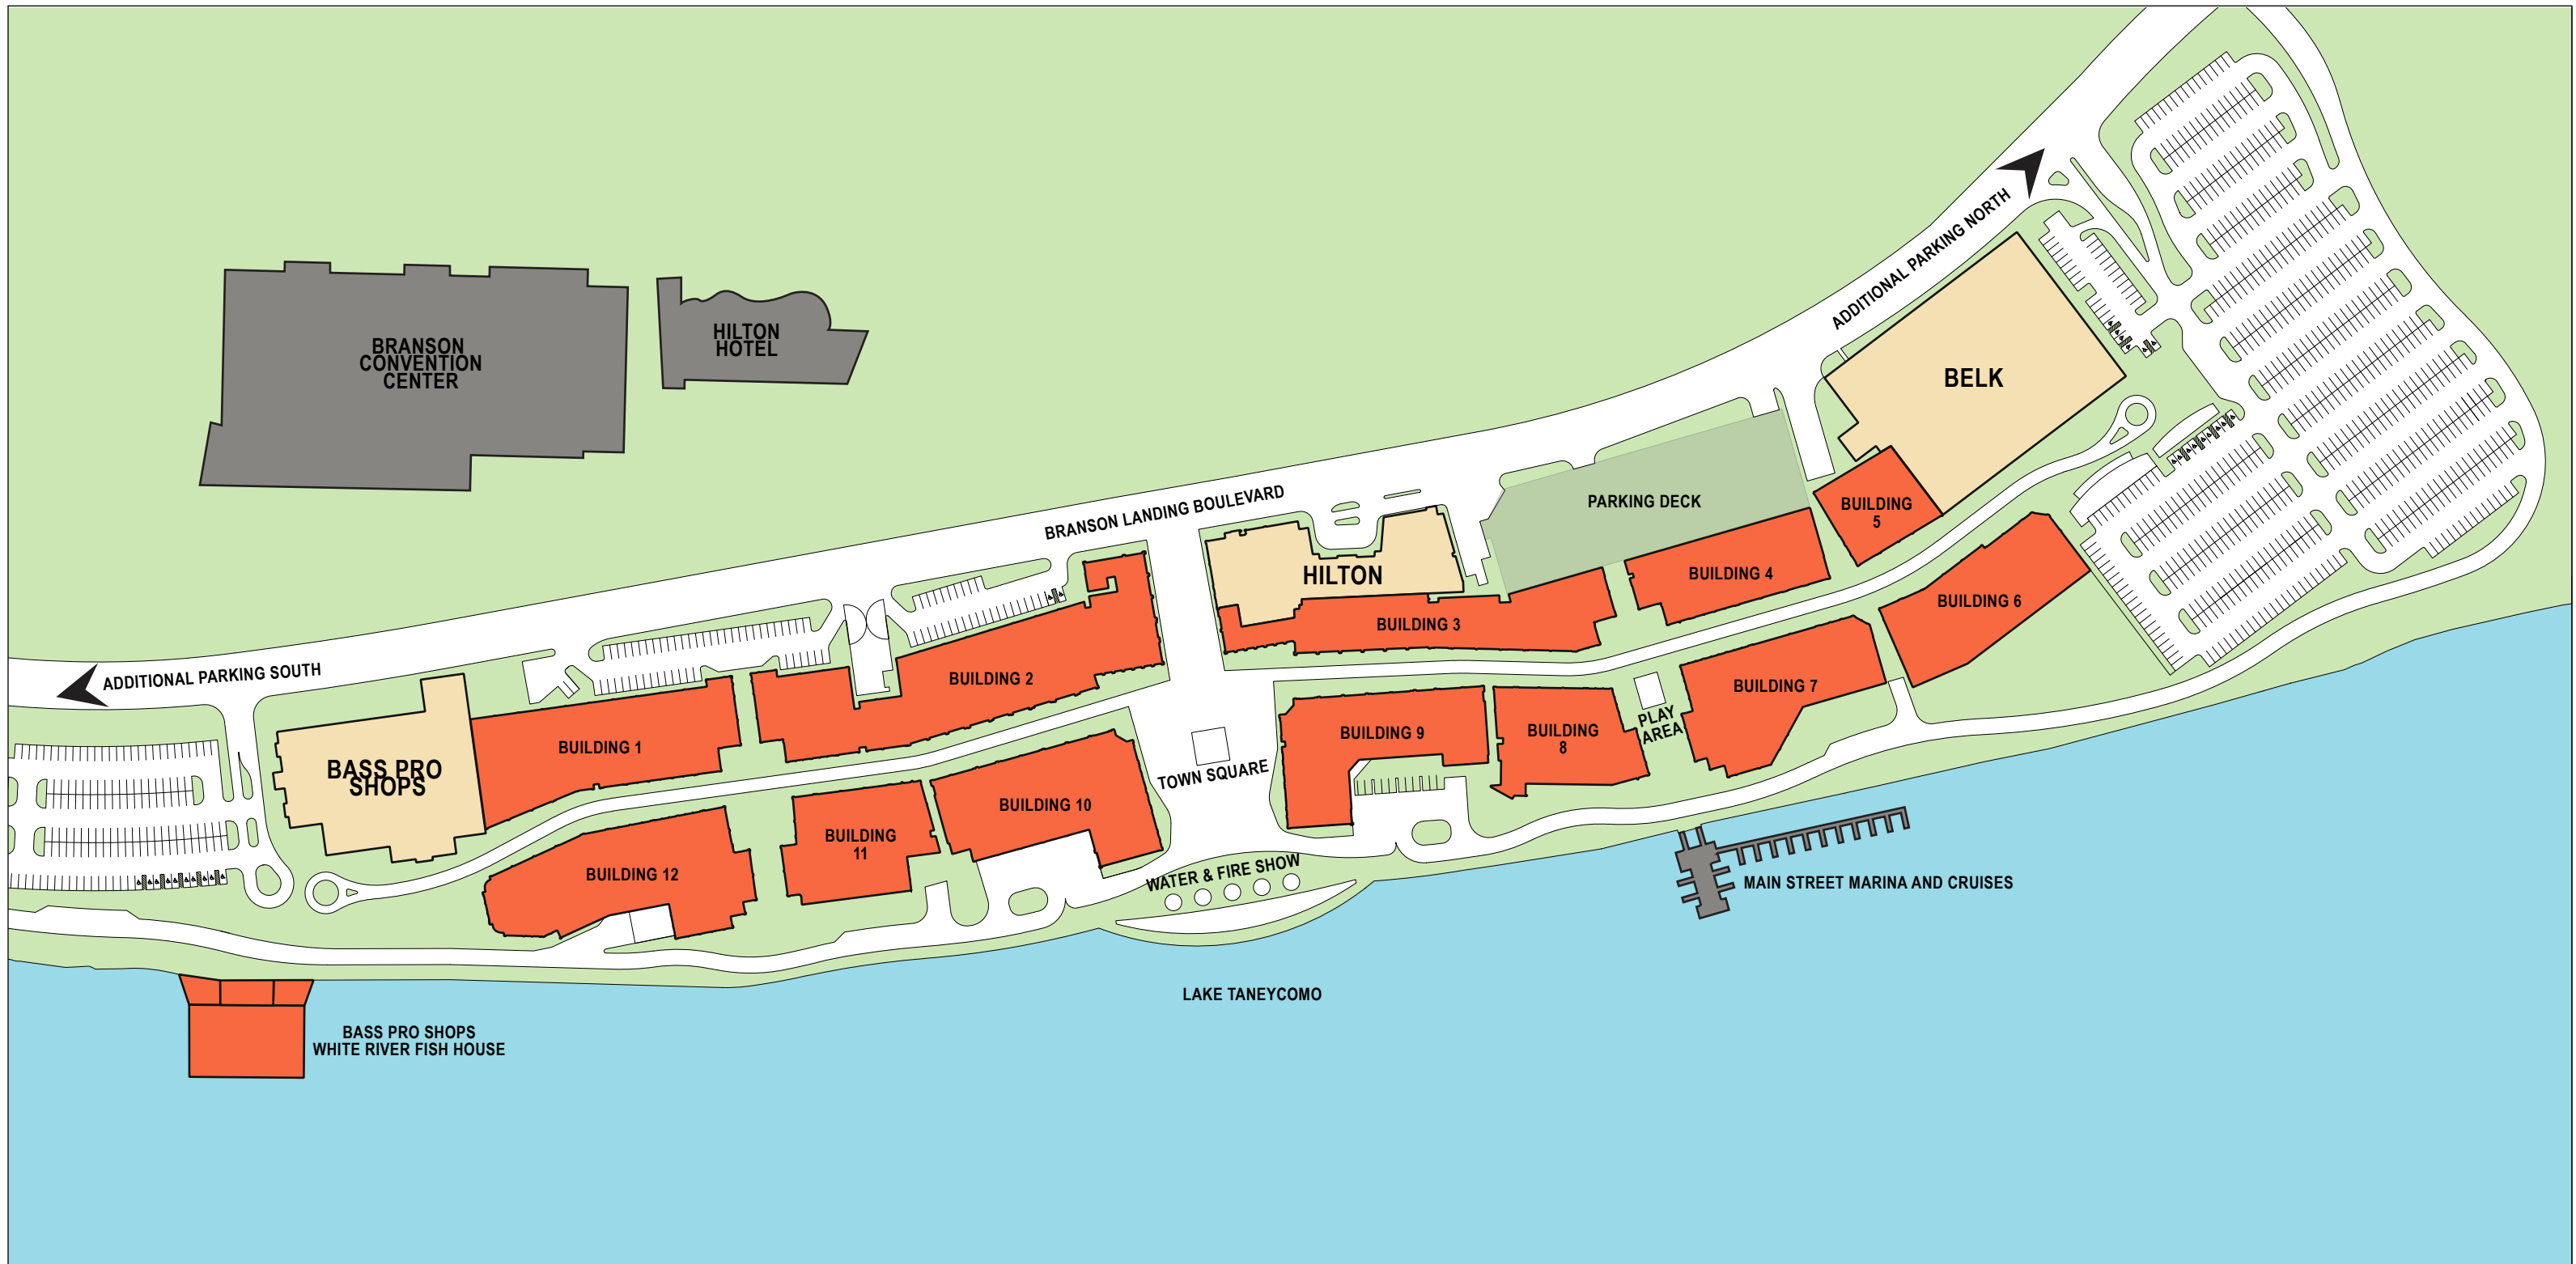 ADDITIONAL PARKING NORTH
BRANSON
CONVENTION
CENTER
HILTON
HOTEL
BELK
BRANSON LANDING BOULEVARD
PARKING DECK
BUILDING
5
HILTON
BUILDING 4
BUILDING 6
BUILDING 3
ADDITIONAL PARKING SOUTH
BUILDING 2
BUILDING 7
BUILDING 1
BUILDING 9
BUILDING
8
PLAY
AREA
BASS PRO
SHOPS
TOWN SQUARE
BUILDING 10
BUILDING
11
BUILDING 12
WATER & FIRE SHOW
MAIN STREET MARINA AND CRUISES
LAKE TANEYCOMO
BASS PRO SHOPS
WHITE RIVER FISH HOUSE